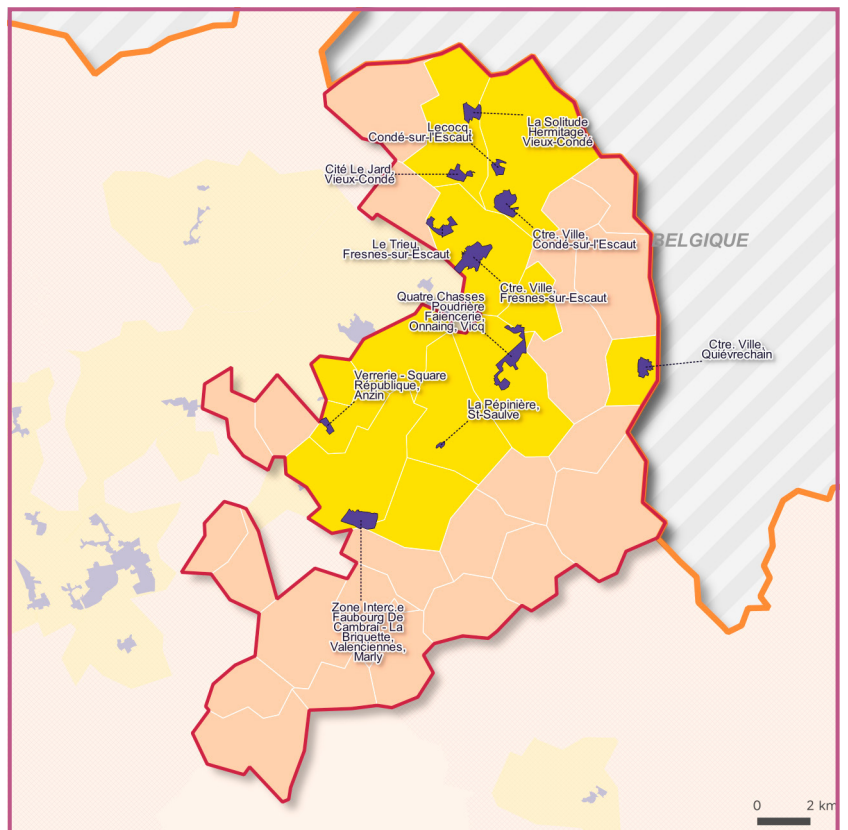 La Solitude
Hermitage,
Vieux-Condé
Lecocq,
Condé-sur-l'Escaut
Cité Le Jard,
Vieux-Condé
Ctre. Ville,
Condé-sur-l'Escaut
BELGIQUE
Le Trieu,
Fresnes-sur-Escaut
Ctre. Ville,
Fresnes-sur-Escaut
Quatre Chasses
Poudrière
Faiencerie,
Onnaing, Vicq
Ctre. Ville,
Quiévrechain
Verrerie - Square
République,
Anzin
La Pépinière,
St-Saulve
Zone Interc.e
Faubourg De
Cambrai - La
Briquette,
Valenciennes,
Marly
0 2 km